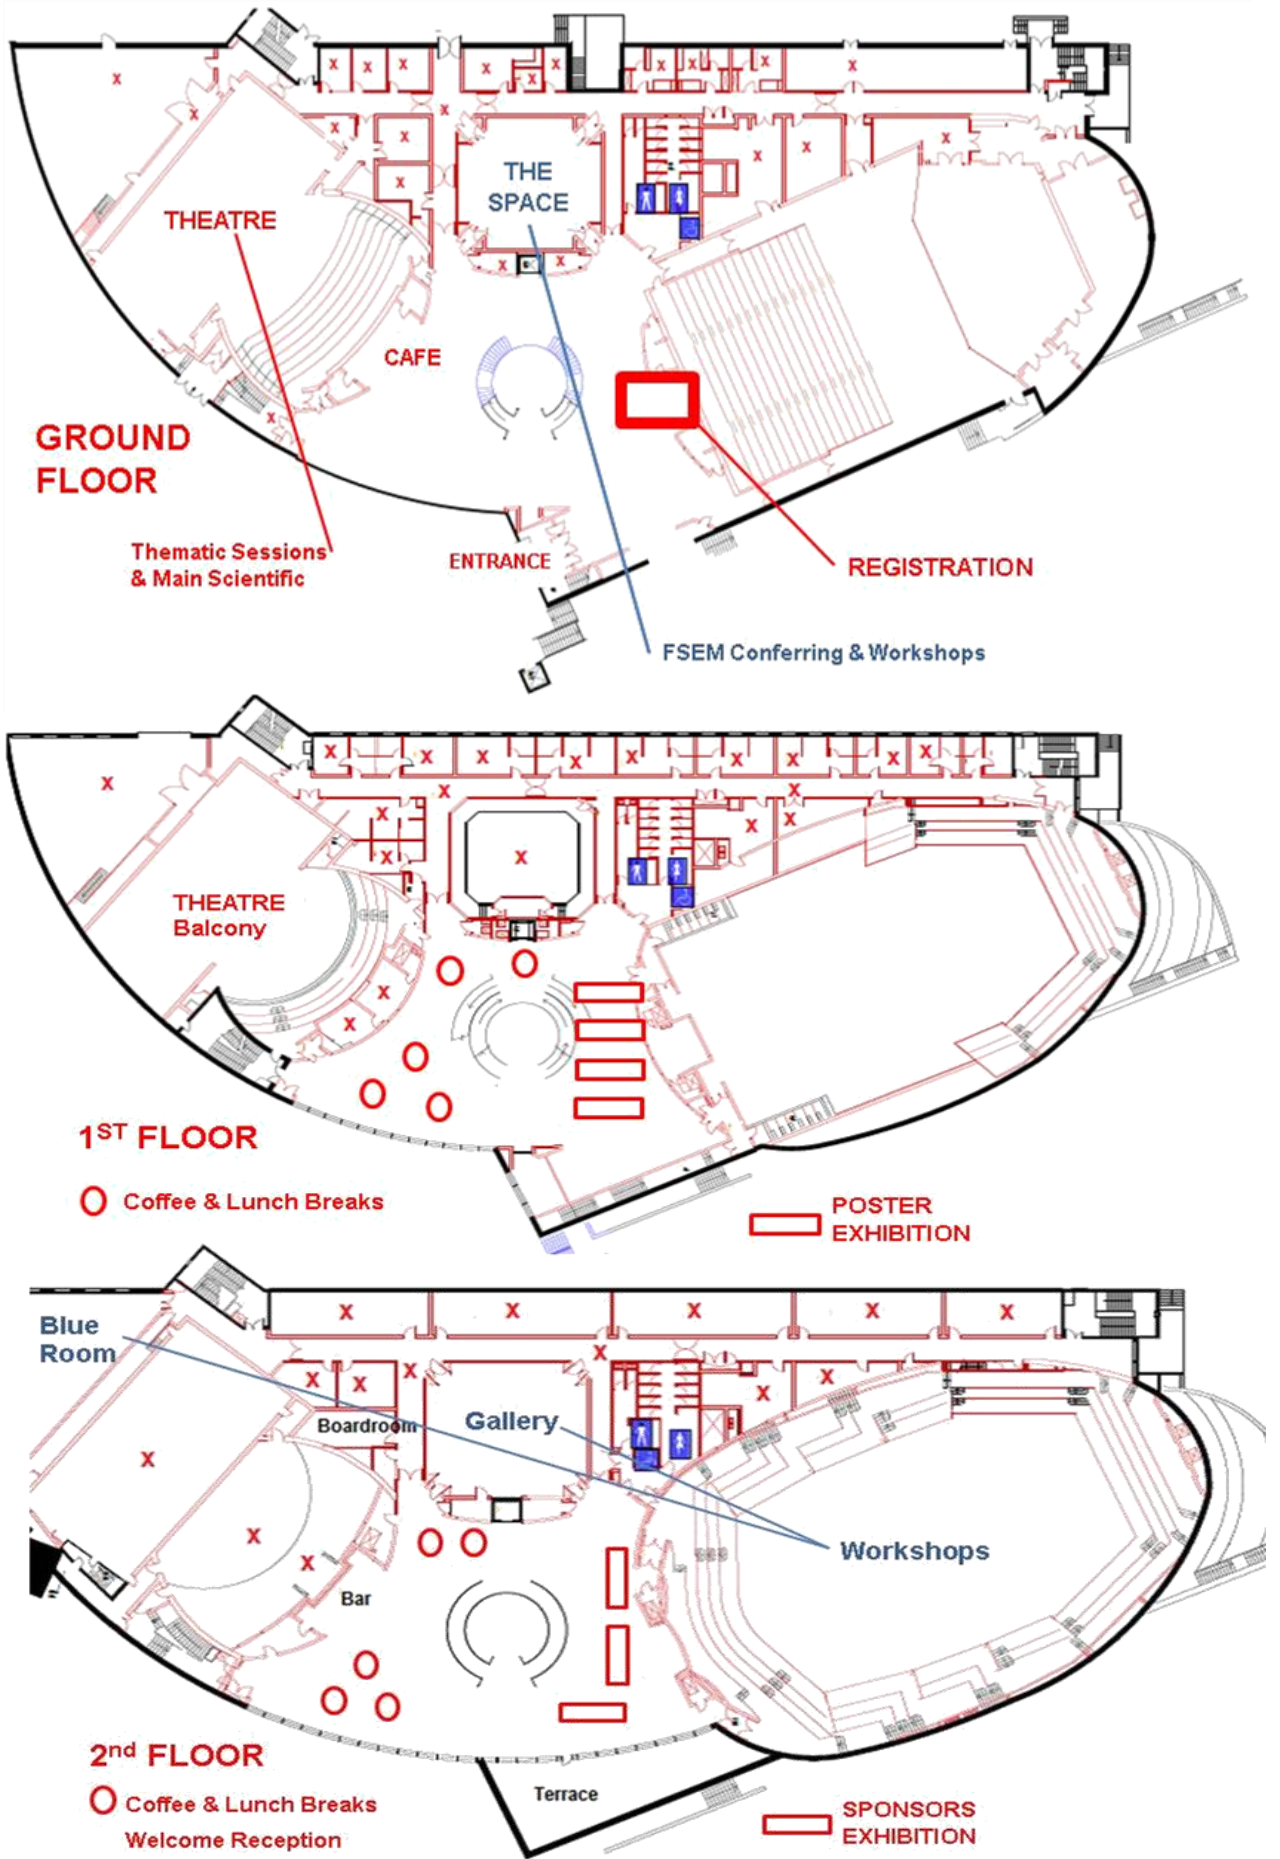 THE
SPACE
THEATRE
CAFE
GROUND
FLOOR
Thematic Sessions
& Main Scientific
ENTRANCE
REGISTRATION
FSEM Conferring & Workshops
THEATRE
Balcony
1ST FLOOR
Coffee & Lunch Breaks
POSTER
EXHIBITION
Blue
Room
Boardroom
Gallery
Workshops
Bar
2nd FLOOR
Coffee & Lunch Breaks
Welcome Reception
Terrace
SPONSORS
EXHIBITION